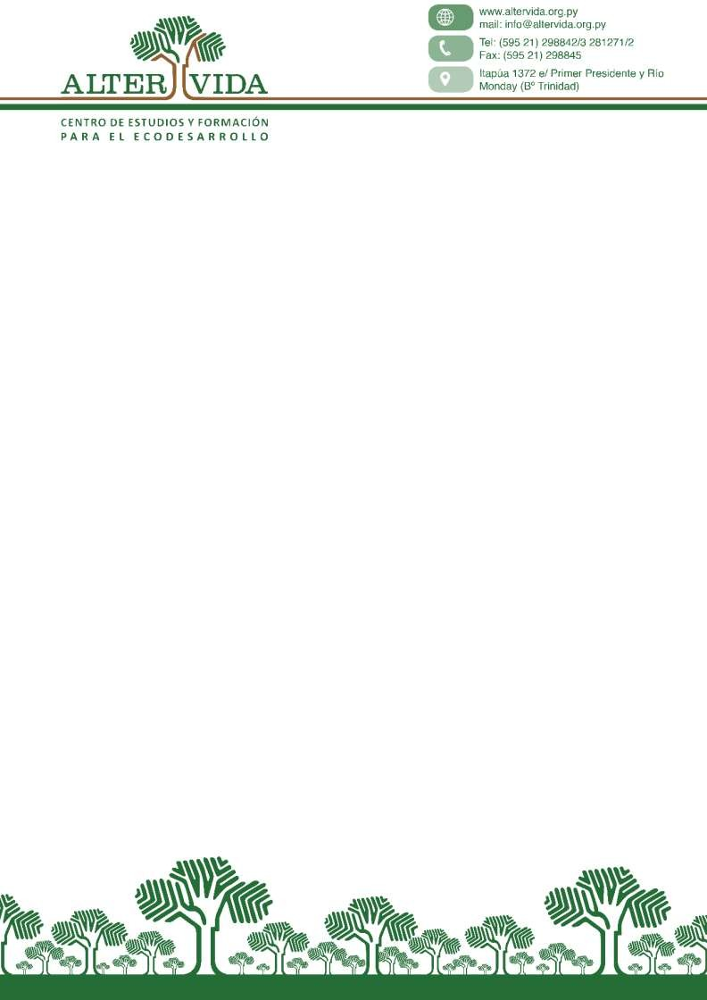 ALTER VIDA
CENTRO DE ESTUDIOS Y FORMACIÓN
PARA EL ECODESARROLLO
www.altervida.org.py
mail: info@altervida.org.py
Tel: (595 21) 298842/3 281271/2
Fax: (595 21) 298845
Itapúa 1372 e/ Primer Presidente y Río
Monday (Bº Trinidad)